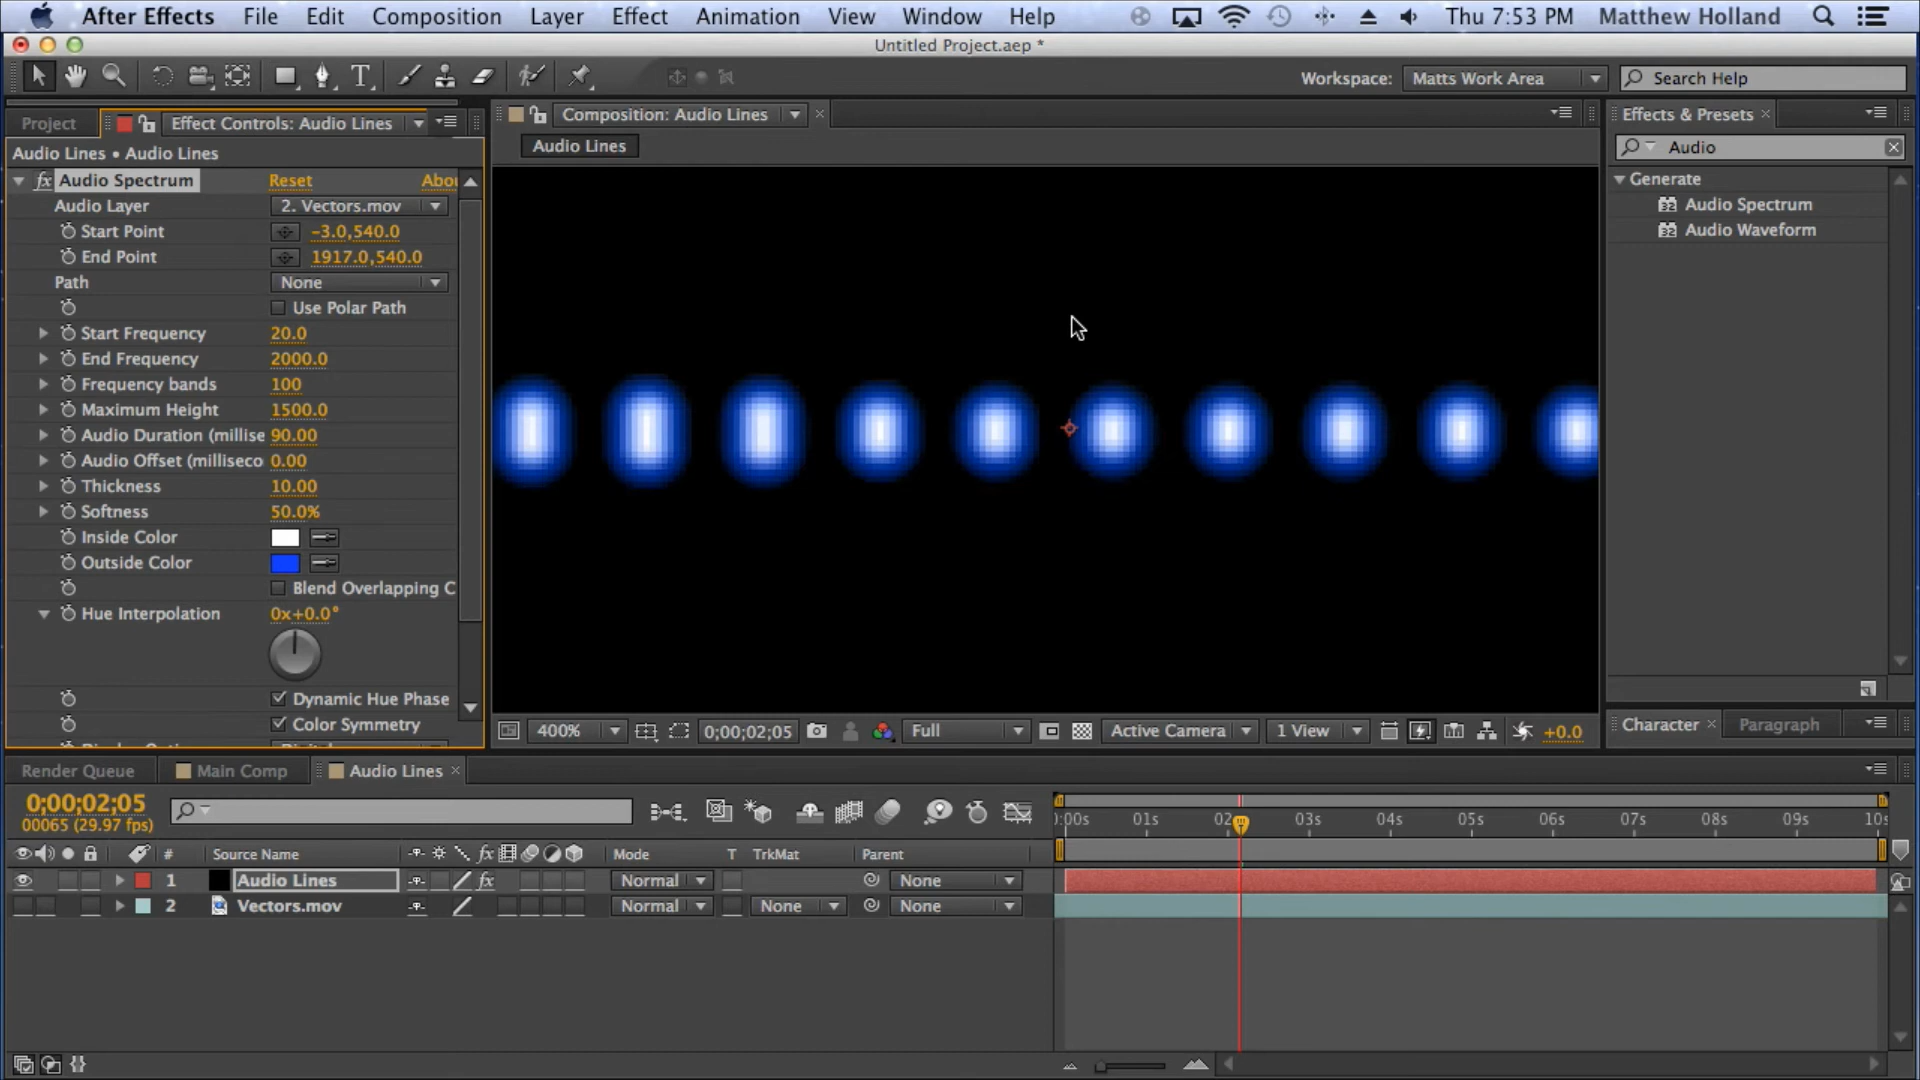 After Effects File Edit Composition Layer Effect Animation View Window Help Thu 7:53 PM Matthew Holland
Untitled Project.aep *
T Workspace: Matts Work Area Search Help
Project Effect Controls: Audio Lines
Composition: Audio Lines
Effects & Presets
Audio Lines • Audio Lines
Audio Lines
Audio
fx Audio Spectrum Reset Abou
Generate
Audio Layer 2. Vectors.mov
Audio Spectrum
Start Point -3.0,540.0
Audio Waveform
End Point 1917.0,540.0
Path None
Use Polar Path
Start Frequency 20.0
End Frequency 2000.0
Frequency bands 100
Maximum Height 1500.0
Audio Duration (millise 90.00
Audio Offset (milliseco 0.00
Thickness 10.00
Softness 50.0%
Inside Color
Outside Color
Blend Overlapping C
Hue Interpolation 0x+0.0°
Dynamic Hue Phase
Color Symmetry
400% 0;00;02;05 Full Active Camera 1 View +0.0
Character Paragraph
Render Queue Main Comp Audio Lines
0;00;02;05
00065 (29.97 fps)
):00s 01s 02 03s 04s 05s 06s 07s 08s 09s 10s
# Source Name fx Mode T TrkMat Parent
1 Audio Lines fx Normal None
2 Vectors.mov Normal None None